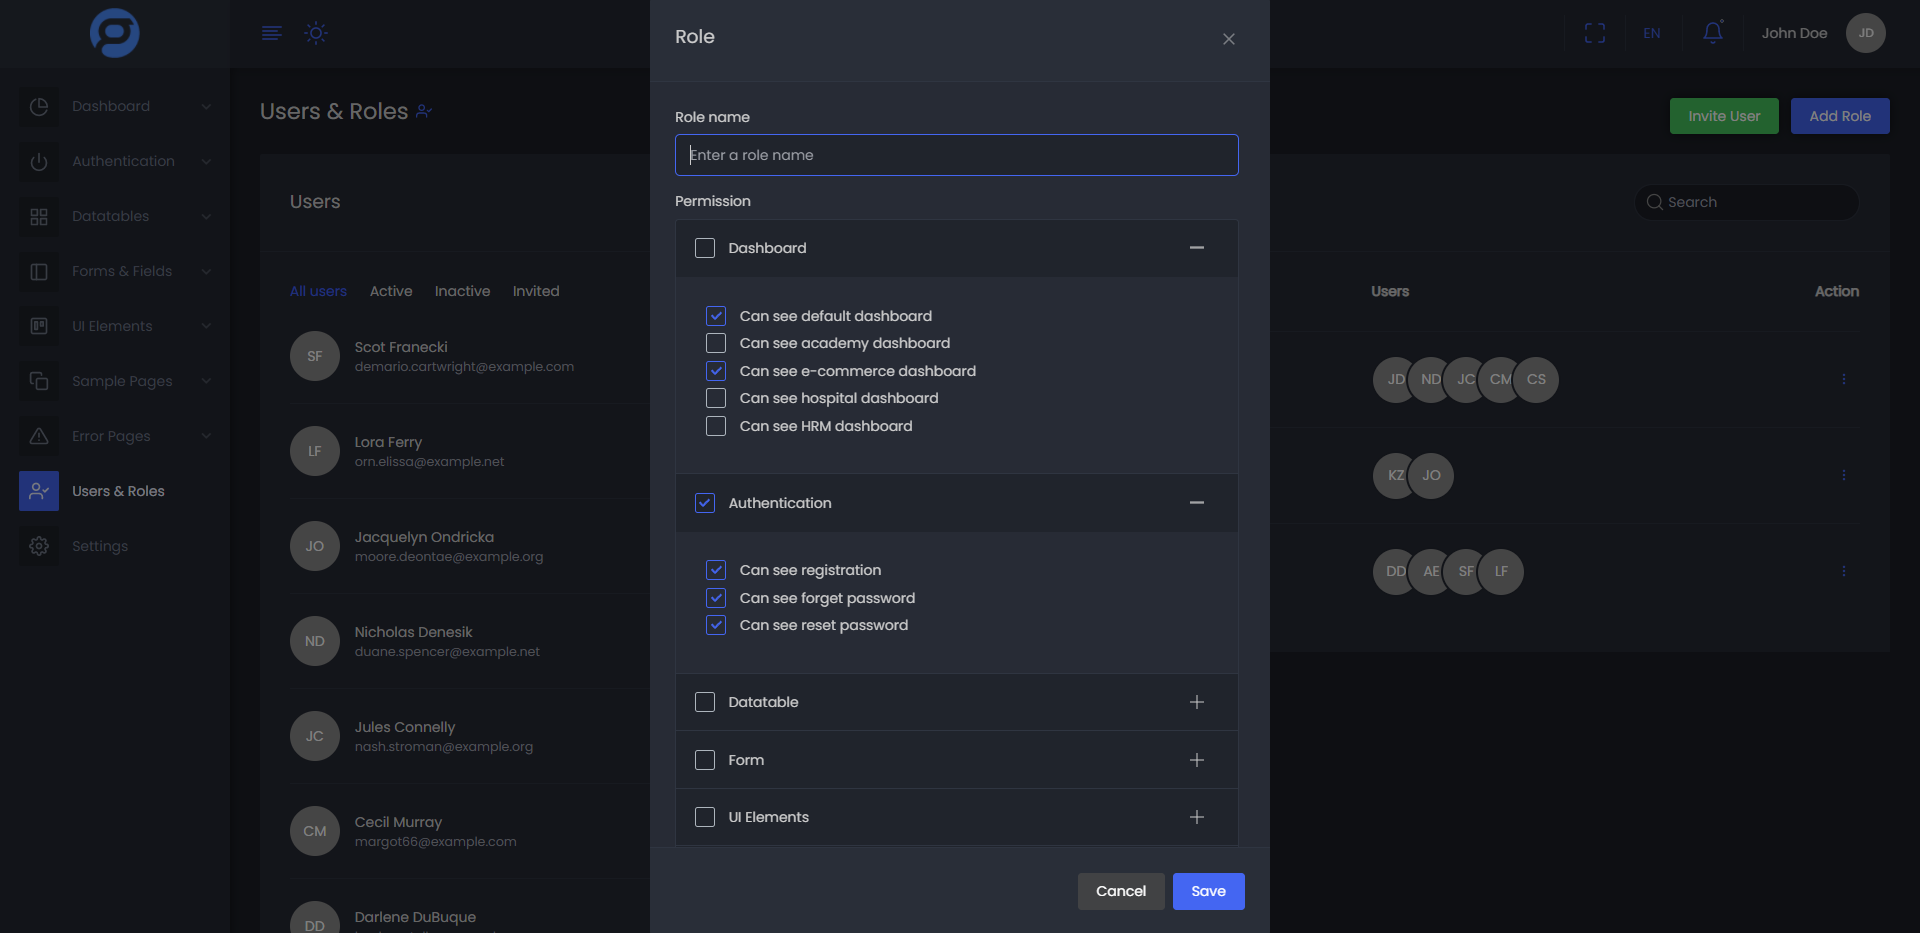 Dashboard
Authentication
Datatables
Forms & Fields
UI Elements
Sample Pages
Error Pages
Users & Roles
Settings
EN
John Doe
JD
Users & Roles
Invite User
Add Role
Users
Search
All users
Active
Inactive
Invited
SF
Scot Franecki
demario.cartwright@example.com
LF
Lora Ferry
orn.elissa@example.net
JO
Jacquelyn Ondricka
moore.deontae@example.org
ND
Nicholas Denesik
duane.spencer@example.net
JC
Jules Connelly
nash.stroman@example.org
CM
Cecil Murray
margot66@example.com
DD
Darlene DuBuque
Users
Action
JD ND JC CM CS
KZ JO
DD AE SF LF
Role
Role name
Enter a role name
Permission
Dashboard
Can see default dashboard
Can see academy dashboard
Can see e-commerce dashboard
Can see hospital dashboard
Can see HRM dashboard
Authentication
Can see registration
Can see forget password
Can see reset password
Datatable
Form
UI Elements
Cancel
Save